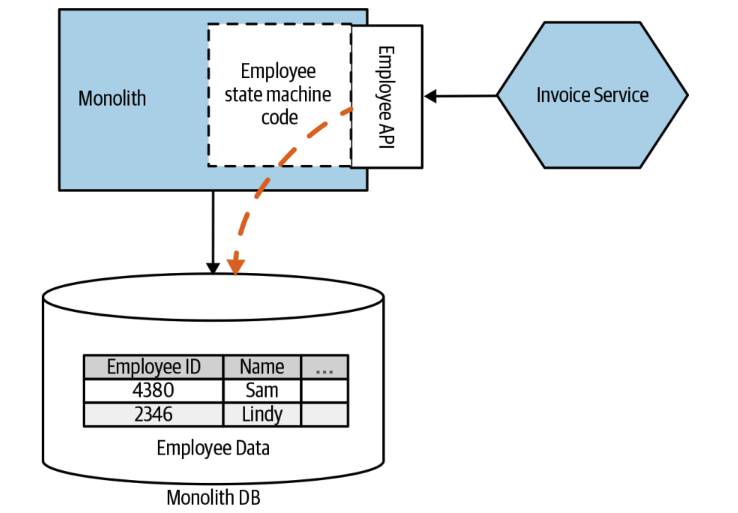 Monolith
Employee
state machine
code
Employee API
Invoice Service
Employee ID Name ...
4380 Sam
2346 Lindy
Employee Data
Monolith DB